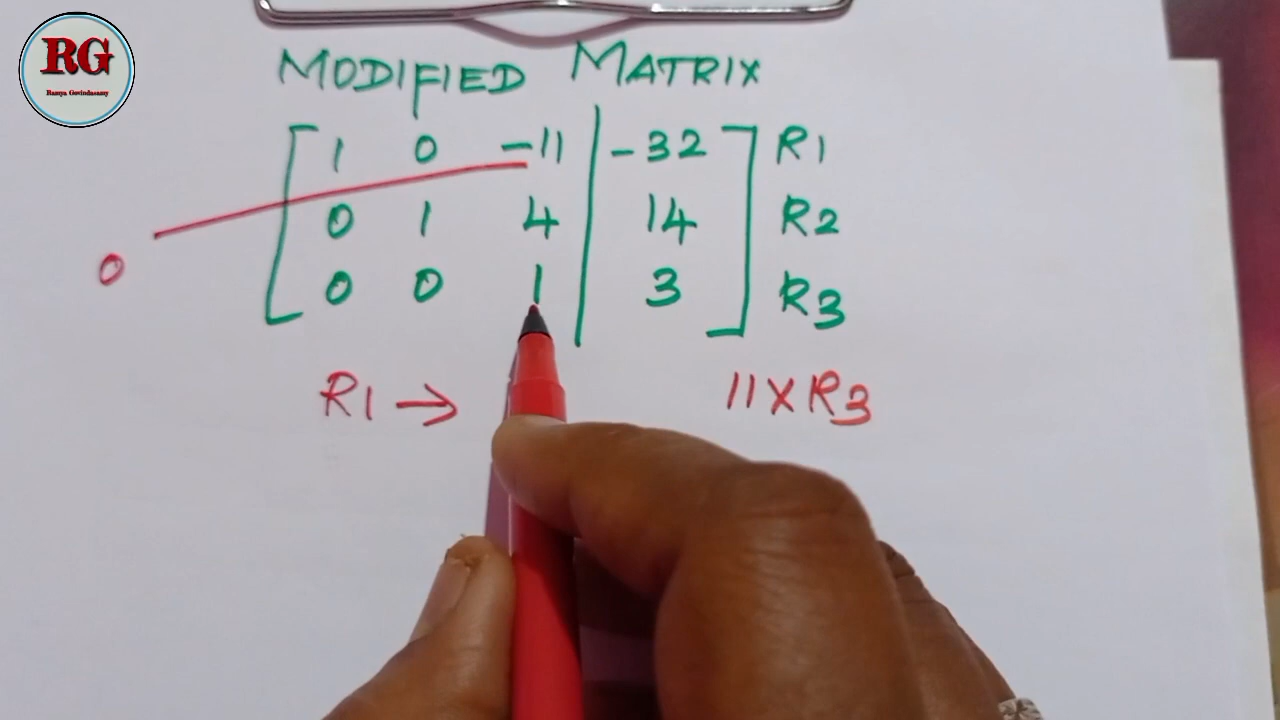 RG
Ramya Govindasamy
MODIFIED MATRIX
1 0 -11 | -32 R1
0 1 4 | 14 R2
0 0 1 | 3 R3
0
R1 → 11 X R3